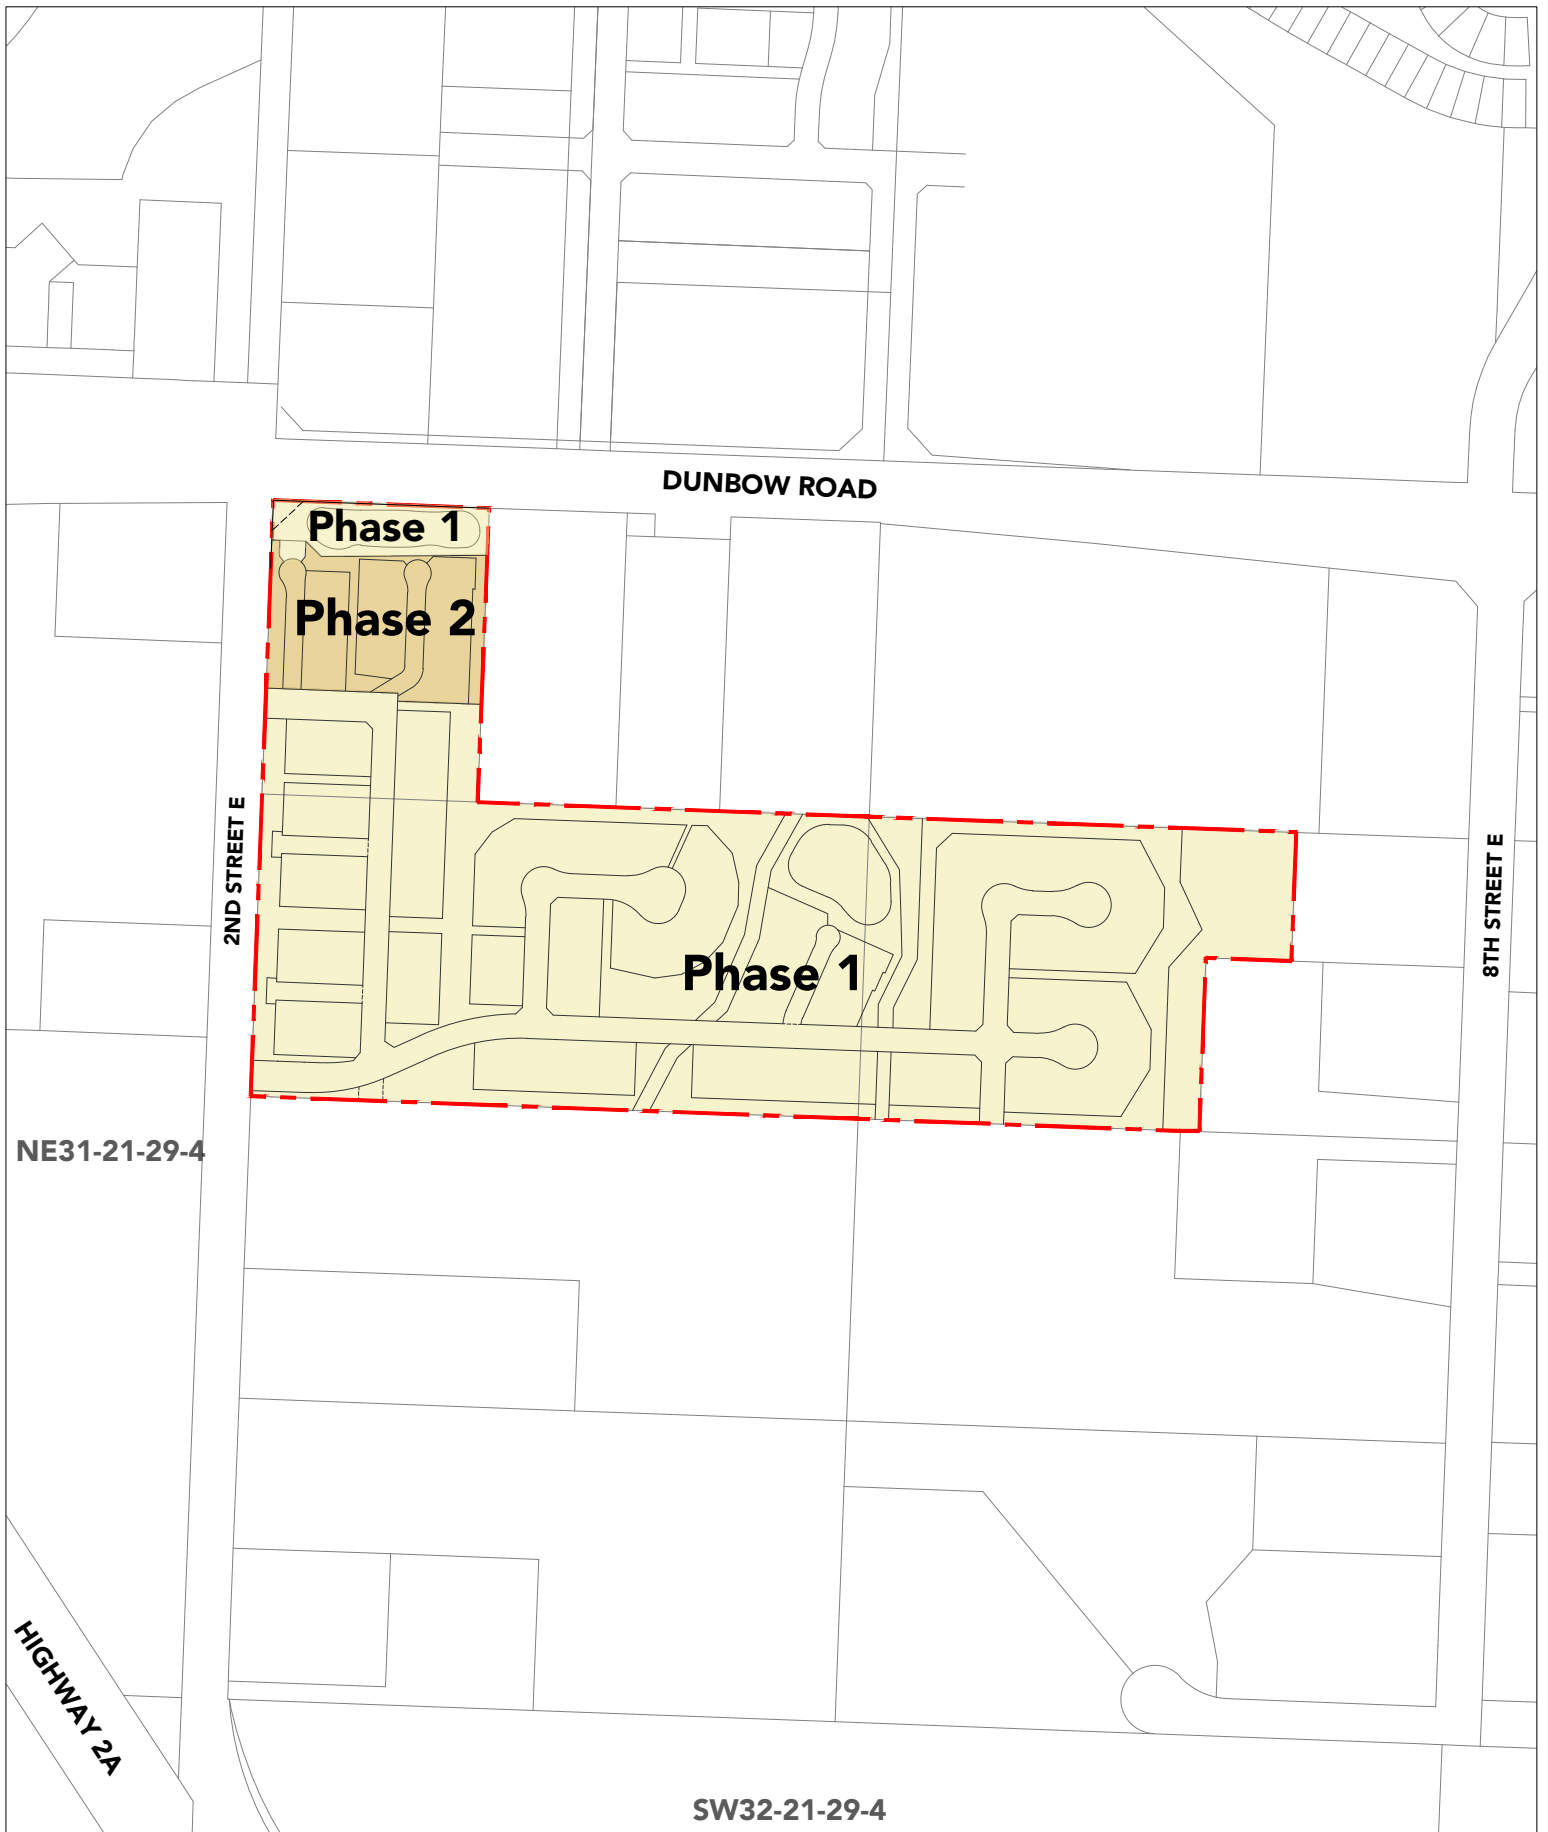 DUNBOW ROAD
Phase 1
Phase 2
2ND STREET E
8TH STREET E
Phase 1
NE31-21-29-4
HIGHWAY 2A
SW32-21-29-4